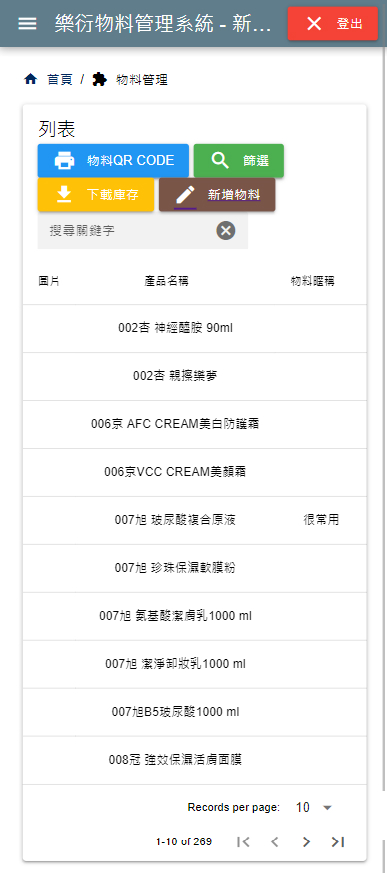 樂衍物料管理系統 - 新...
登出
首頁 / 物料管理
列表
物料QR CODE
篩選
下載庫存
新增物料
搜尋關鍵字
圖片 產品名稱 物料暱稱
002杏 神經醯胺 90ml
002杏 親擦樂夢
006京 AFC CREAM美白防護霜
006京VCC CREAM美顏霜
007旭 玻尿酸複合原液 很常用
007旭 珍珠保濕軟膜粉
007旭 氨基酸潔膚乳1000 ml
007旭 潔淨卸妝乳1000 ml
007旭B5玻尿酸1000 ml
008冠 強效保濕活膚面膜
Records per page: 10
1-10 of 269